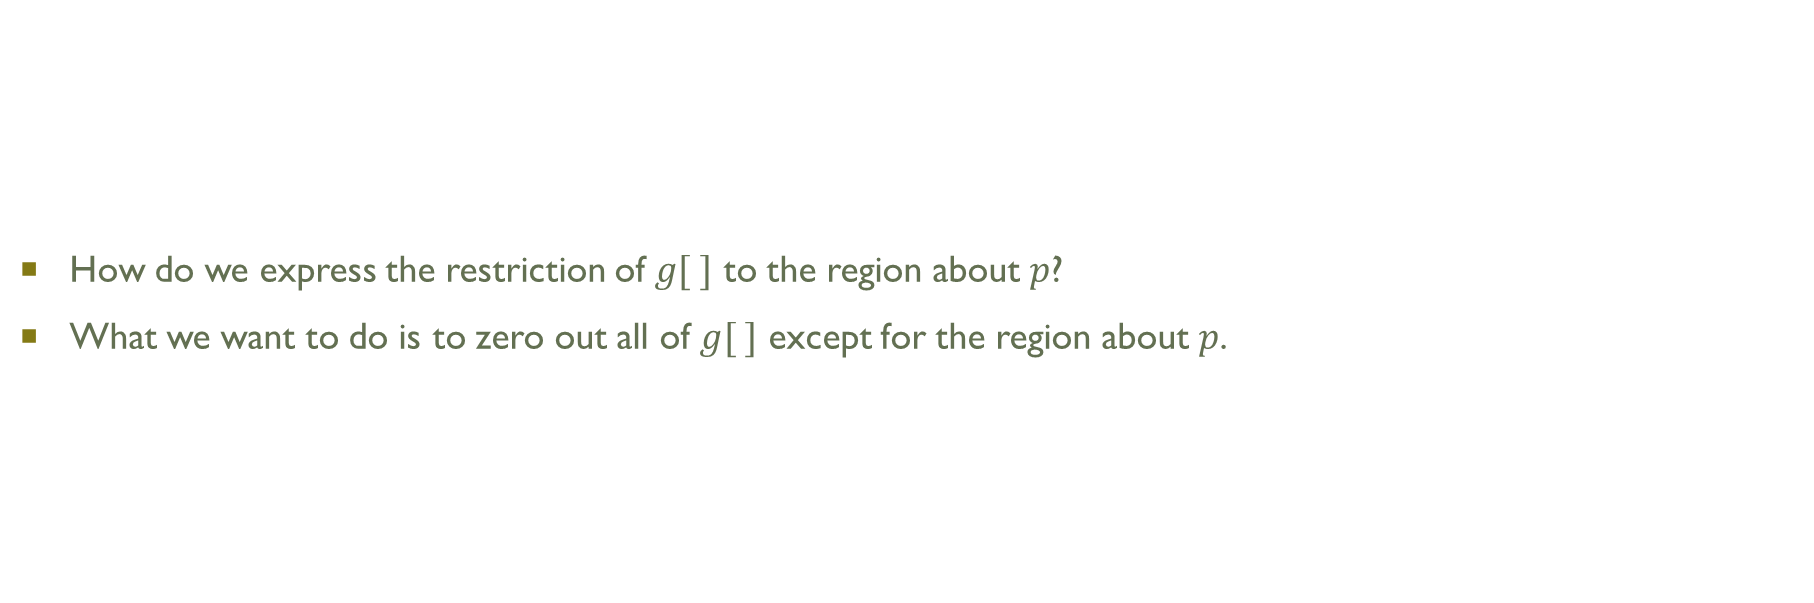 ▪ How do we express the restriction of g[ ] to the region about p?
▪ What we want to do is to zero out all of g[ ] except for the region about p.